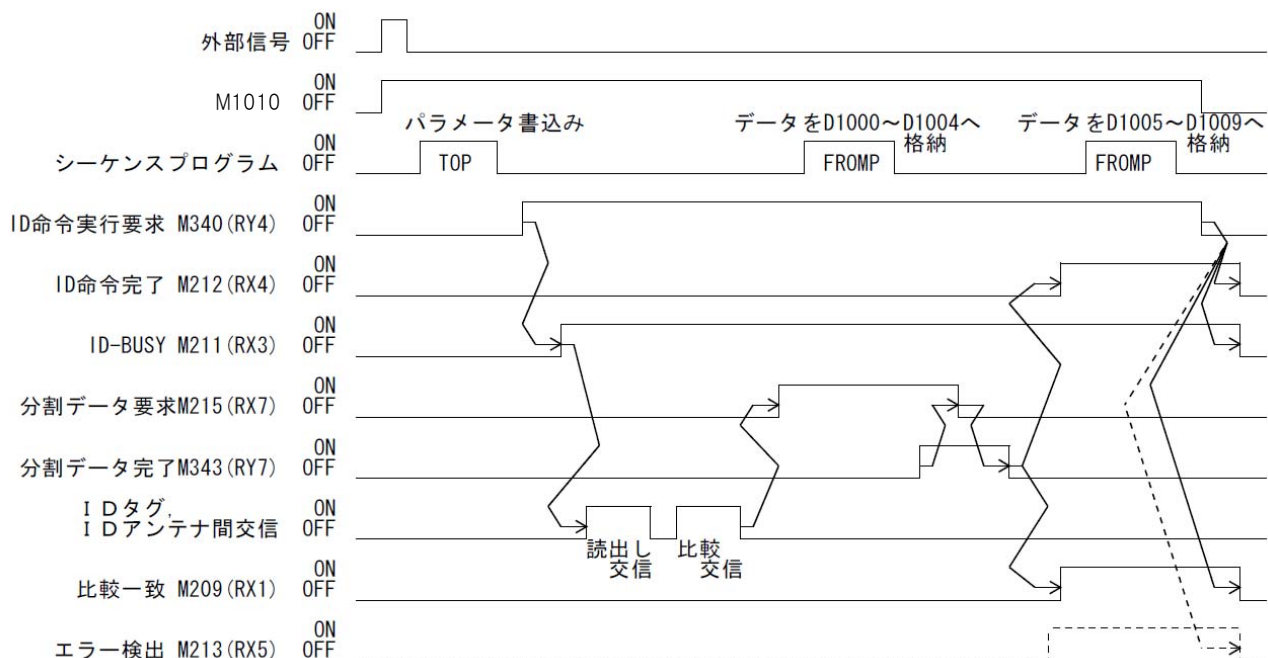 外部信号 ON
OFF
M1010 ON
OFF
パラメータ書込み データをD1000～D1004へ
格納 データをD1005～D1009へ
格納
シーケンスプログラム ON
OFF TOP FROMP FROMP
ID命令実行要求 M340(RY4) ON
OFF
ID命令完了 M212(RX4) ON
OFF
ID-BUSY M211(RX3) ON
OFF
分割データ要求M215(RX7) ON
OFF
分割データ完了M343(RY7) ON
OFF
IDタグ,
IDアンテナ間交信 ON
OFF
読出し
交信 比較
交信
比較一致 M209(RX1) ON
OFF
エラー検出 M213(RX5) ON
OFF